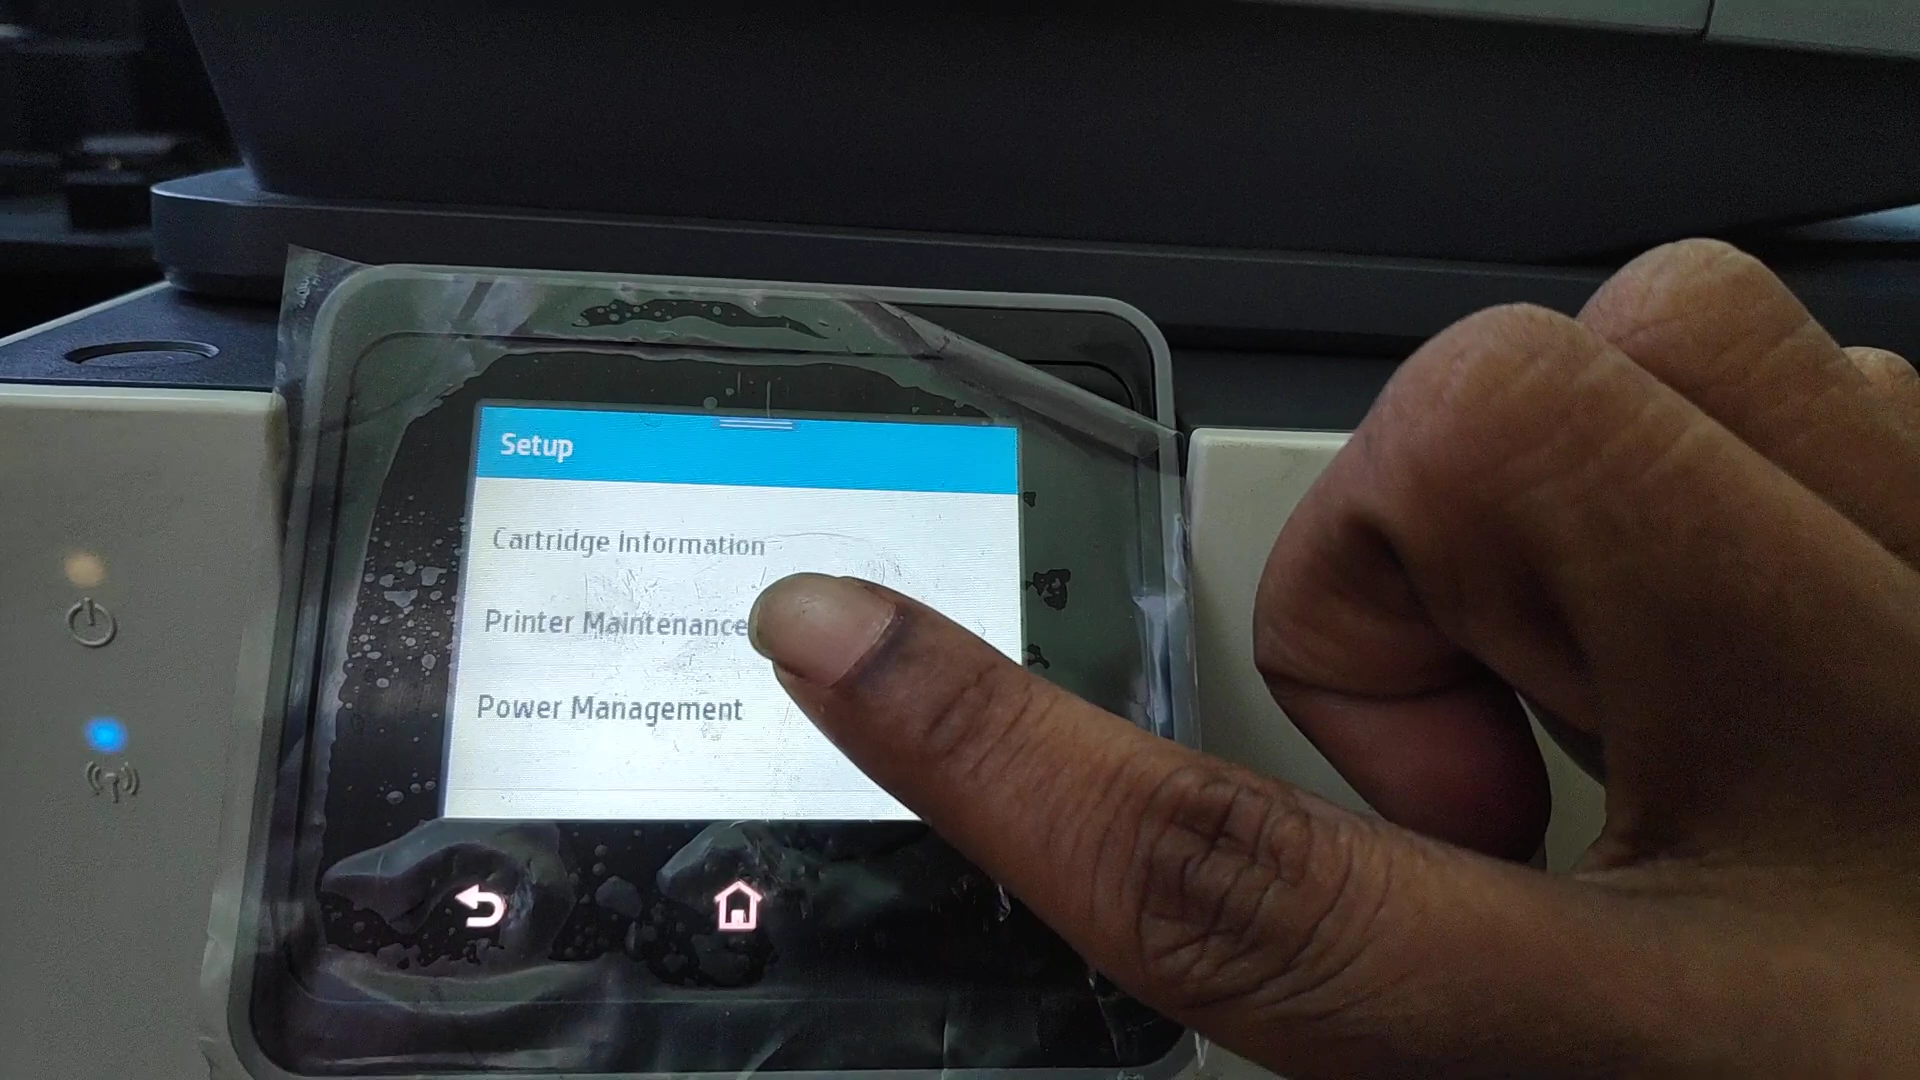 Setup
Cartridge Information
Printer Maintenance
Power Management